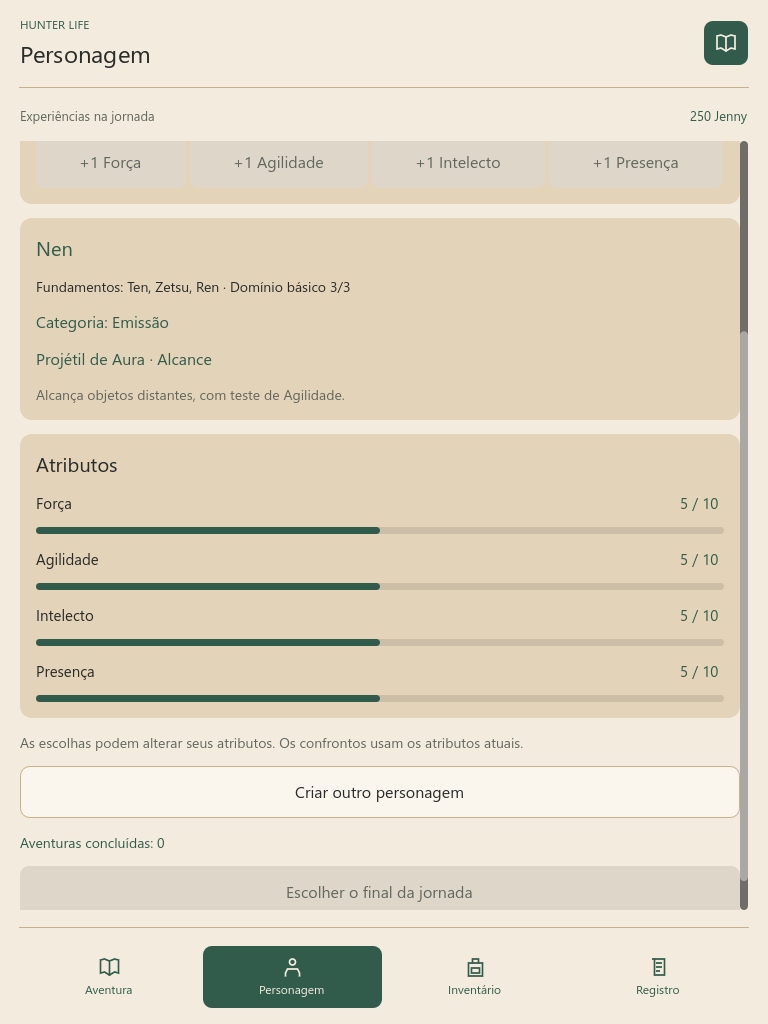 HUNTER LIFE
Personagem
Experiências na jornada
250 Jenny
+1 Força
+1 Agilidade
+1 Intelecto
+1 Presença
Nen
Fundamentos: Ten, Zetsu, Ren · Domínio básico 3/3
Categoria: Emissão
Projétil de Aura · Alcance
Alcança objetos distantes, com teste de Agilidade.
Atributos
Força
5 / 10
Agilidade
5 / 10
Intelecto
5 / 10
Presença
5 / 10
As escolhas podem alterar seus atributos. Os confrontos usam os atributos atuais.
Criar outro personagem
Aventuras concluídas: 0
Escolher o final da jornada
Aventura
Personagem
Inventário
Registro